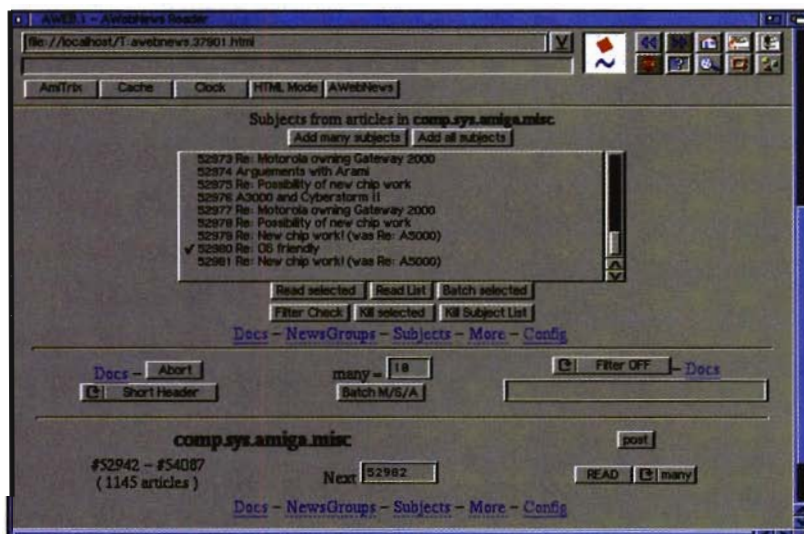 AWEB.1 - AWebNews Reader
file://localhost/T:awebnews.37901.html
AmiTrix Cache Clock HTML Mode AWebNews
Subjects from articles in comp.sys.amiga.misc
Add many subjects Add all subjects
52973 Re: Motorola owning Gateway 2000
52974 Arguements with Arami
52975 Re: Possibility of new chip work
52976 A3000 and Cyberstorm II
52977 Re: Motorola owning Gateway 2000
52978 Re: Possibility of new chip work
52979 Re: New chip work! (was Re: A5000)
52980 Re: OS friendly
52981 Re: New chip work! (was Re: A5000)
Read selected Read List Batch selected
Filter Check Kill selected Kill Subject List
Docs - NewsGroups - Subjects - More - Config
Docs - Abort many = 10 Filter OFF - Docs
Short Header Batch M/S/A
comp.sys.amiga.misc post
#52942 - #54087
( 1145 articles ) Next 52982 READ many
Docs - NewsGroups - Subjects - More - Config